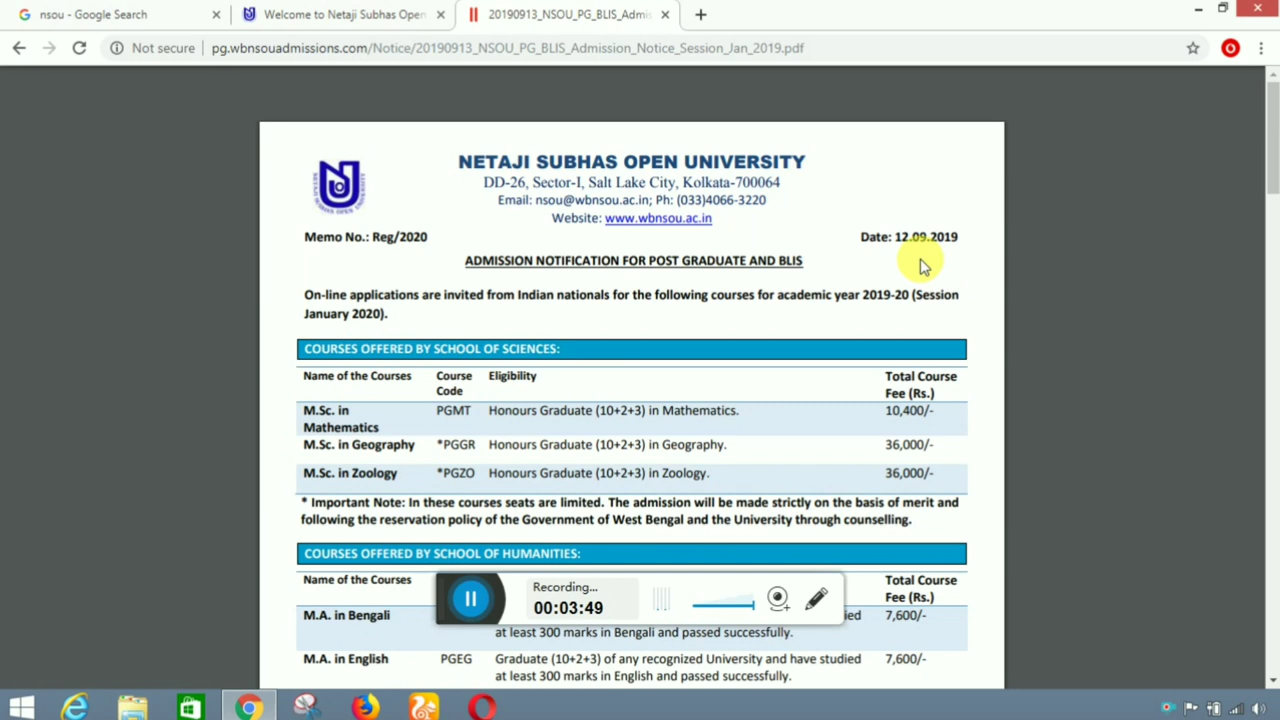 nsou - Google Search
Welcome to Netaji Subhas Open
20190913_NSOU_PG_BLIS_Admis
Not secure
pg.wbnsouadmissions.com/Notice/20190913_NSOU_PG_BLIS_Admission_Notice_Session_Jan_2019.pdf
NETAJI SUBHAS OPEN UNIVERSITY
DD-26, Sector-I, Salt Lake City, Kolkata-700064
Email: nsou@wbnsou.ac.in; Ph: (033)4066-3220
Website: www.wbnsou.ac.in
Memo No.: Reg/2020 Date: 12.09.2019
ADMISSION NOTIFICATION FOR POST GRADUATE AND BLIS
On-line applications are invited from Indian nationals for the following courses for academic year 2019-20 (Session
January 2020).
COURSES OFFERED BY SCHOOL OF SCIENCES:
Name of the Courses Course Eligibility Total Course
Code Fee (Rs.)
M.Sc. in PGMT Honours Graduate (10+2+3) in Mathematics. 10,400/-
Mathematics
M.Sc. in Geography *PGGR Honours Graduate (10+2+3) in Geography. 36,000/-
M.Sc. in Zoology *PGZO Honours Graduate (10+2+3) in Zoology. 36,000/-
* Important Note: In these courses seats are limited. The admission will be made strictly on the basis of merit and
following the reservation policy of the Government of West Bengal and the University through counselling.
COURSES OFFERED BY SCHOOL OF HUMANITIES:
Name of the Courses Total Course
Fee (Rs.)
Recording...
00:03:49
M.A. in Bengali ied 7,600/-
at least 300 marks in Bengali and passed successfully.
M.A. in English PGEG Graduate (10+2+3) of any recognized University and have studied 7,600/-
at least 300 marks in English and passed successfully.